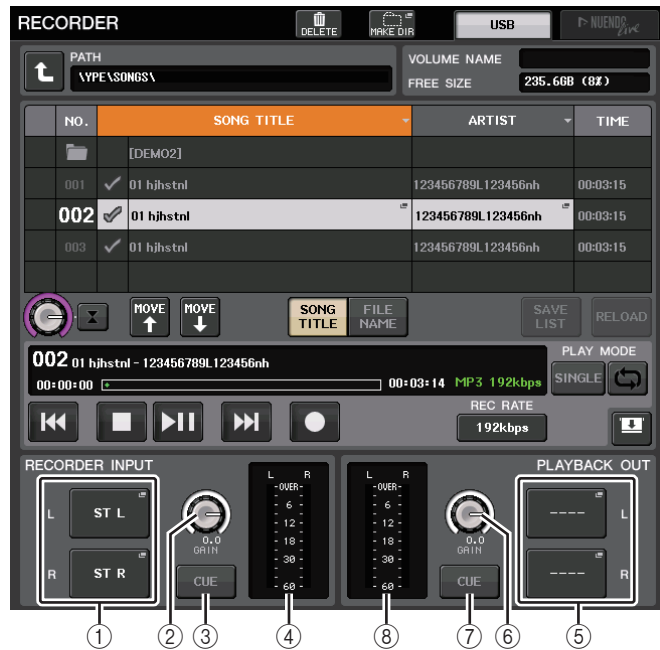 RECORDER
DELETE
MAKE DIR
USB
NUENDO Live
PATH
\YPE\SONGS\
VOLUME NAME
FREE SIZE
235.6GB (8%)
NO.
SONG TITLE
ARTIST
TIME
[DEMO2]
001 01 hjhstnl 123456789L123456nh 00:03:15
002 01 hjhstnl 123456789L123456nh 00:03:15
003 01 hjhstnl 123456789L123456nh 00:03:15
MOVE
MOVE
SONG TITLE
FILE NAME
SAVE LIST
RELOAD
002 01 hjhstnl - 123456789L123456nh
00:00:00
00:03:14 MP3 192kbps
PLAY MODE
SINGLE
REC RATE
192kbps
RECORDER INPUT
L ST L
R ST R
0.0
GAIN
CUE
L R
-OVER-
- 6 -
- 12 -
- 18 -
- 30 -
- 60 -
L R
-OVER-
- 6 -
- 12 -
- 18 -
- 30 -
- 60 -
0.0
GAIN
CUE
PLAYBACK OUT
---- L
---- R
① ② ③ ④ ⑧ ⑦ ⑥ ⑤